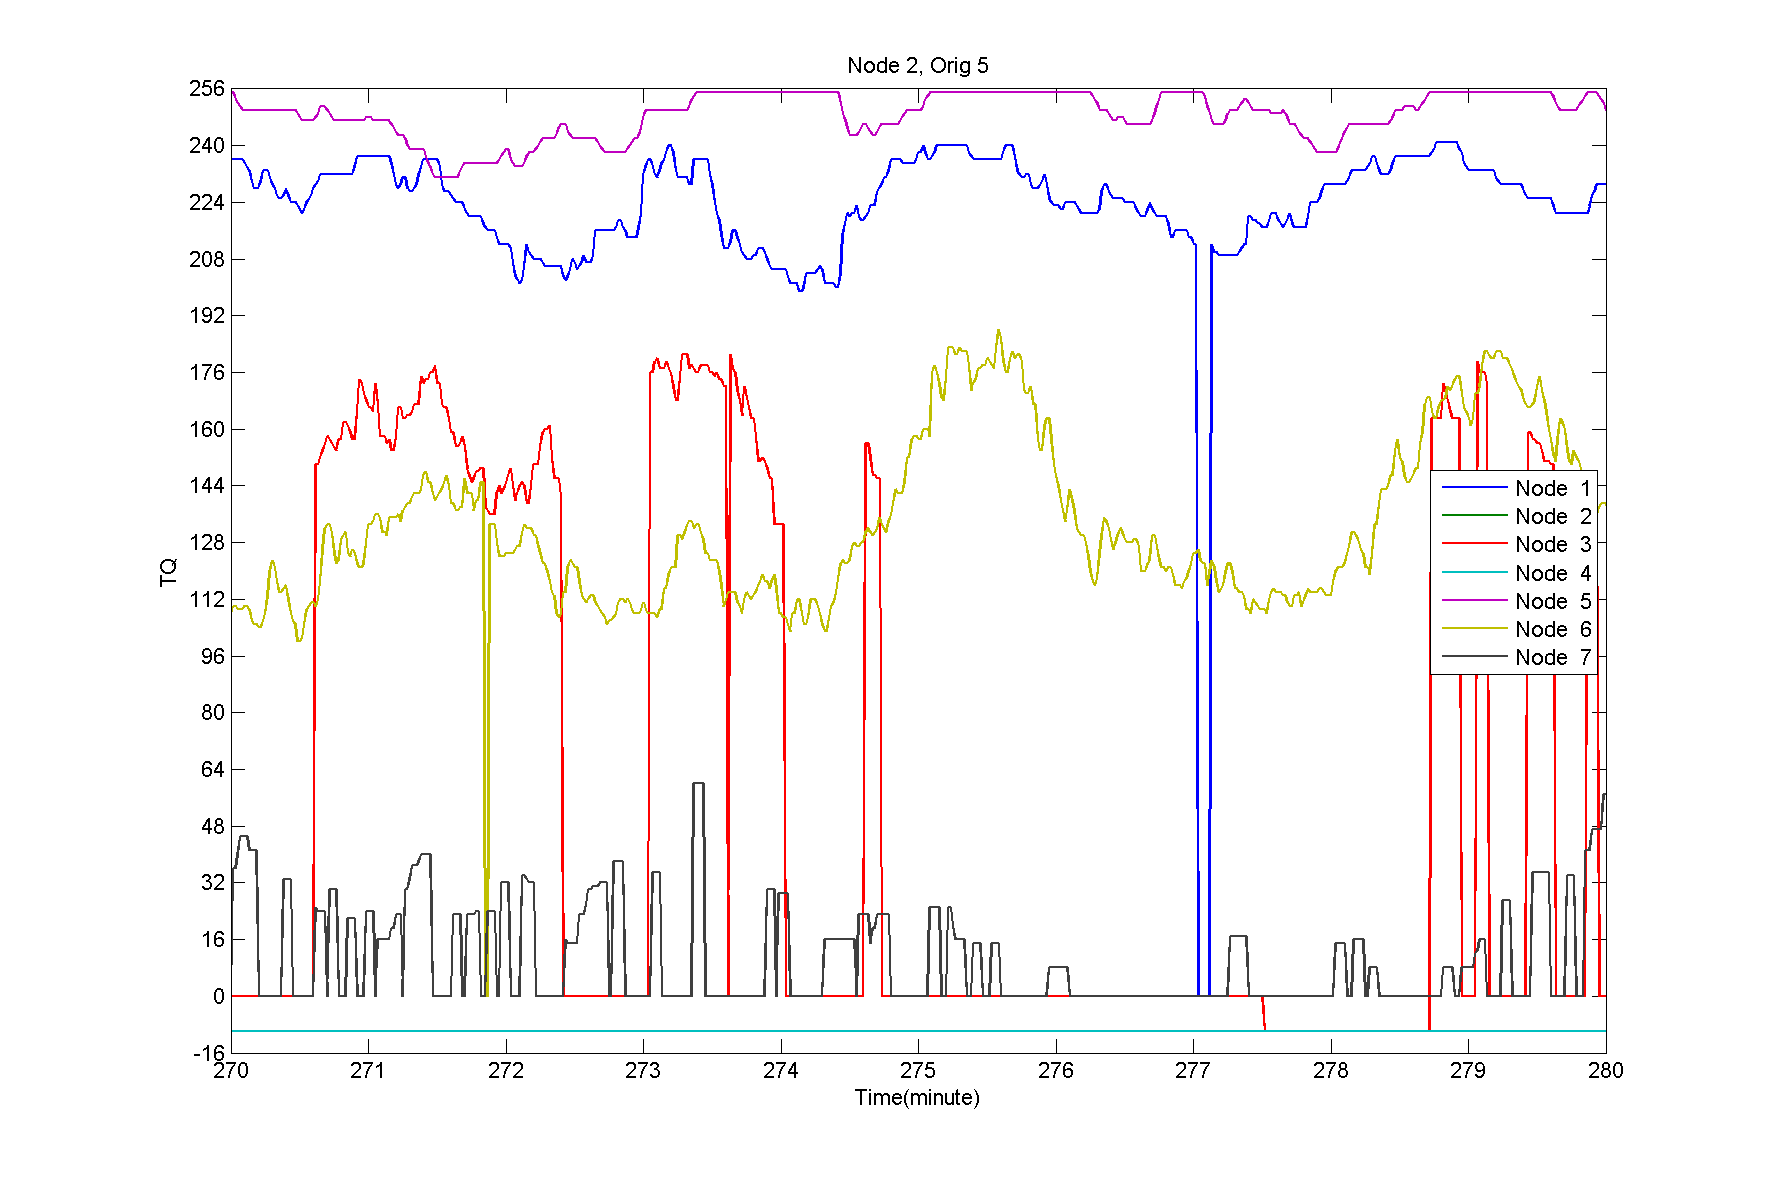 Node 2, Orig 5
256
240
224
208
192
176
160
144
128
112
96
80
64
48
32
16
0
-16
TQ
Node 1
Node 2
Node 3
Node 4
Node 5
Node 6
Node 7
270 271 272 273 274 275 276 277 278 279 280
Time(minute)